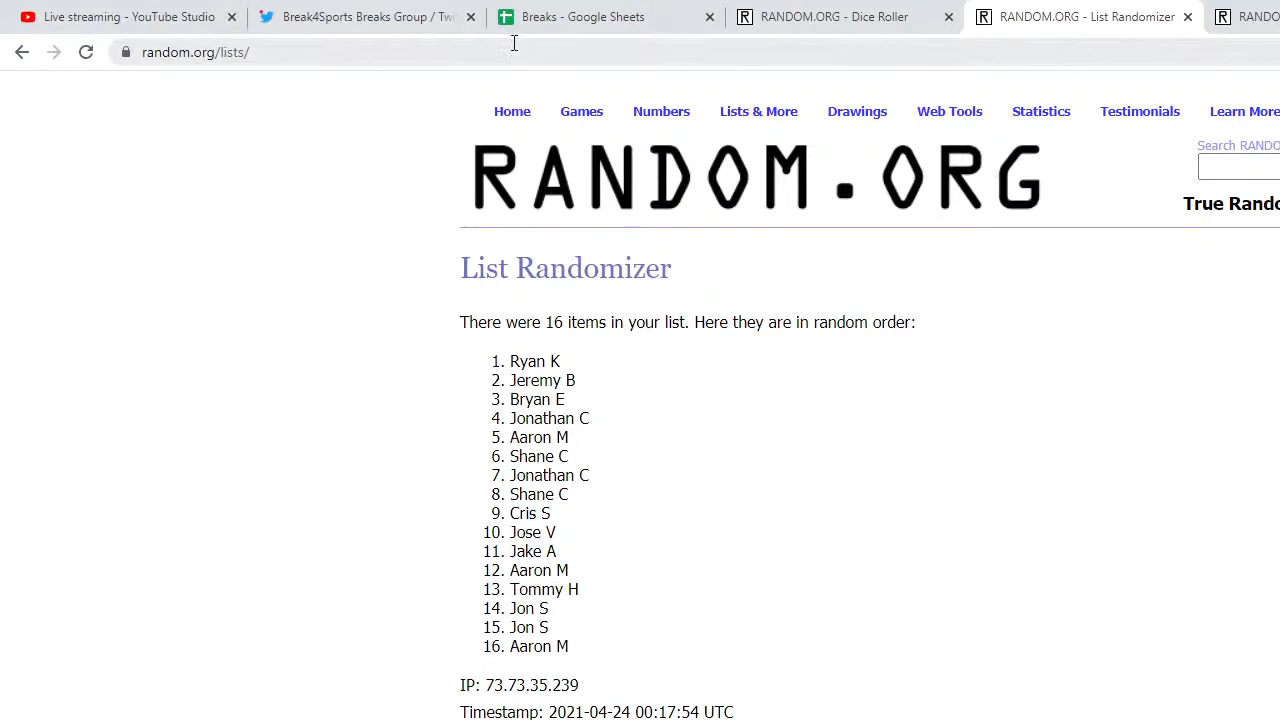 Live streaming - YouTube Studio
Break4Sports Breaks Group / Twi
Breaks - Google Sheets
RANDOM.ORG - Dice Roller
RANDOM.ORG - List Randomizer
RANDO
random.org/lists/
Home Games Numbers Lists & More Drawings Web Tools Statistics Testimonials Learn More
RANDOM.ORG
Search RANDO
True Rando
List Randomizer
There were 16 items in your list. Here they are in random order:
1. Ryan K
2. Jeremy B
3. Bryan E
4. Jonathan C
5. Aaron M
6. Shane C
7. Jonathan C
8. Shane C
9. Cris S
10. Jose V
11. Jake A
12. Aaron M
13. Tommy H
14. Jon S
15. Jon S
16. Aaron M
IP: 73.73.35.239
Timestamp: 2021-04-24 00:17:54 UTC